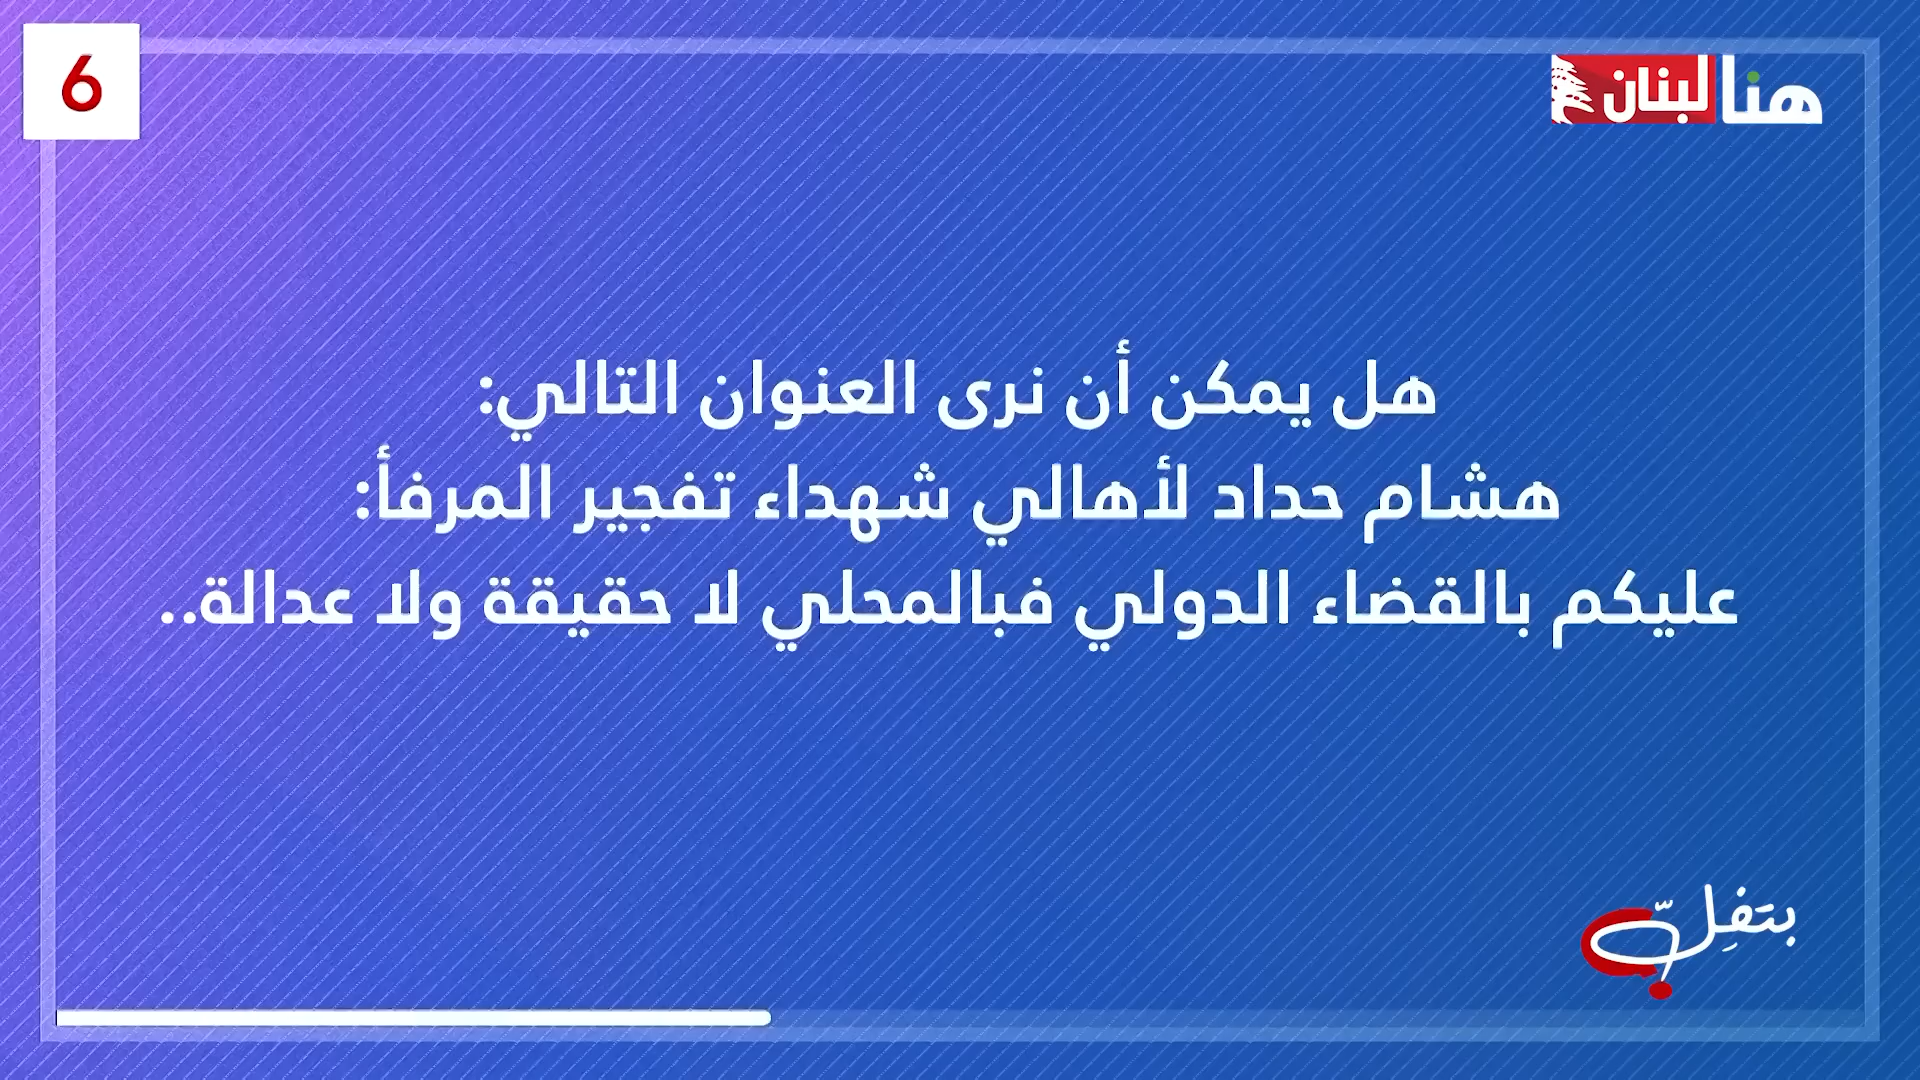 6
هنا لبنان
هل يمكن أن نرى العنوان التالي:
هشام حداد لأهالي شهداء تفجير المرفأ:
عليكم بالقضاء الدولي فبالمحلي لا حقيقة ولا عدالة..